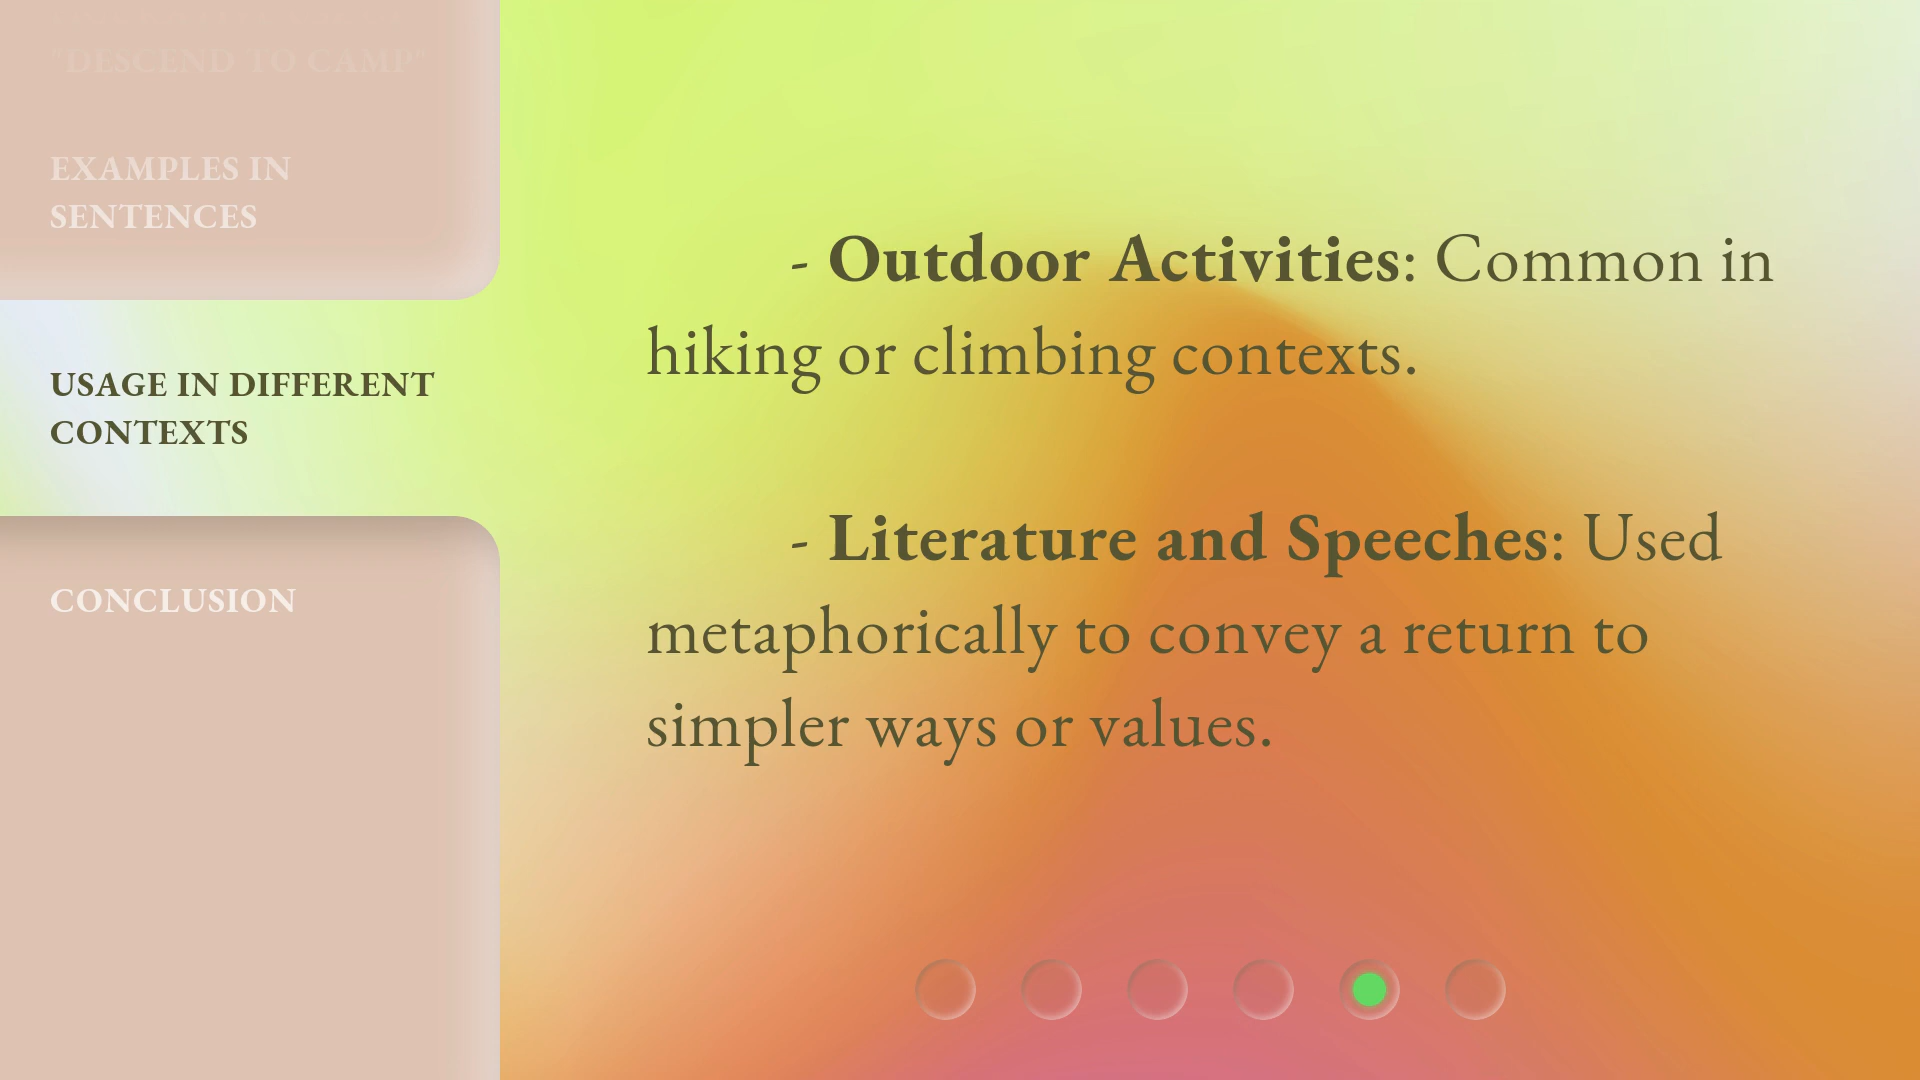 "DESCEND TO CAMP"
EXAMPLES IN
SENTENCES
USAGE IN DIFFERENT
CONTEXTS
CONCLUSION
- Outdoor Activities: Common in
hiking or climbing contexts.
- Literature and Speeches: Used
metaphorically to convey a return to
simpler ways or values.